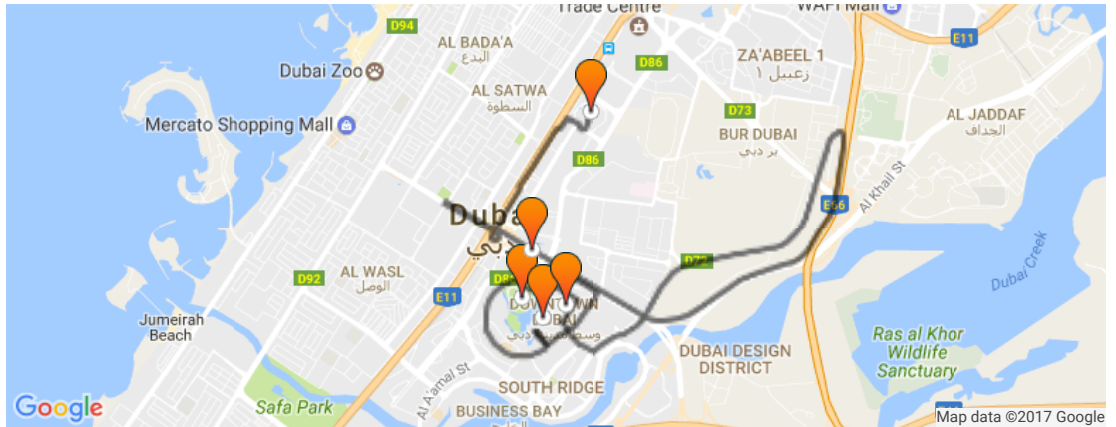 D94
Trade Centre
WAFI Mall
E11
AL BADA'A
البدع
D86
ZA'ABEEL 1
زعبيل ١
Dubai Zoo
AL SATWA
السطوة
D73
AL JADDAF
الجداف
Mercato Shopping Mall
BUR DUBAI
بر دبي
D86
Al Khail St
E66
Dubai
دبي
D72
Dubai Creek
AL WASL
الوصل
D92
E11
DOWNTOWN
DUBAI
Jumeirah
Beach
Ras al Khor
Wildlife
Sanctuary
DUBAI DESIGN
DISTRICT
Al A'amal St
SOUTH RIDGE
Safa Park
BUSINESS BAY
Google
Map data ©2017 Google